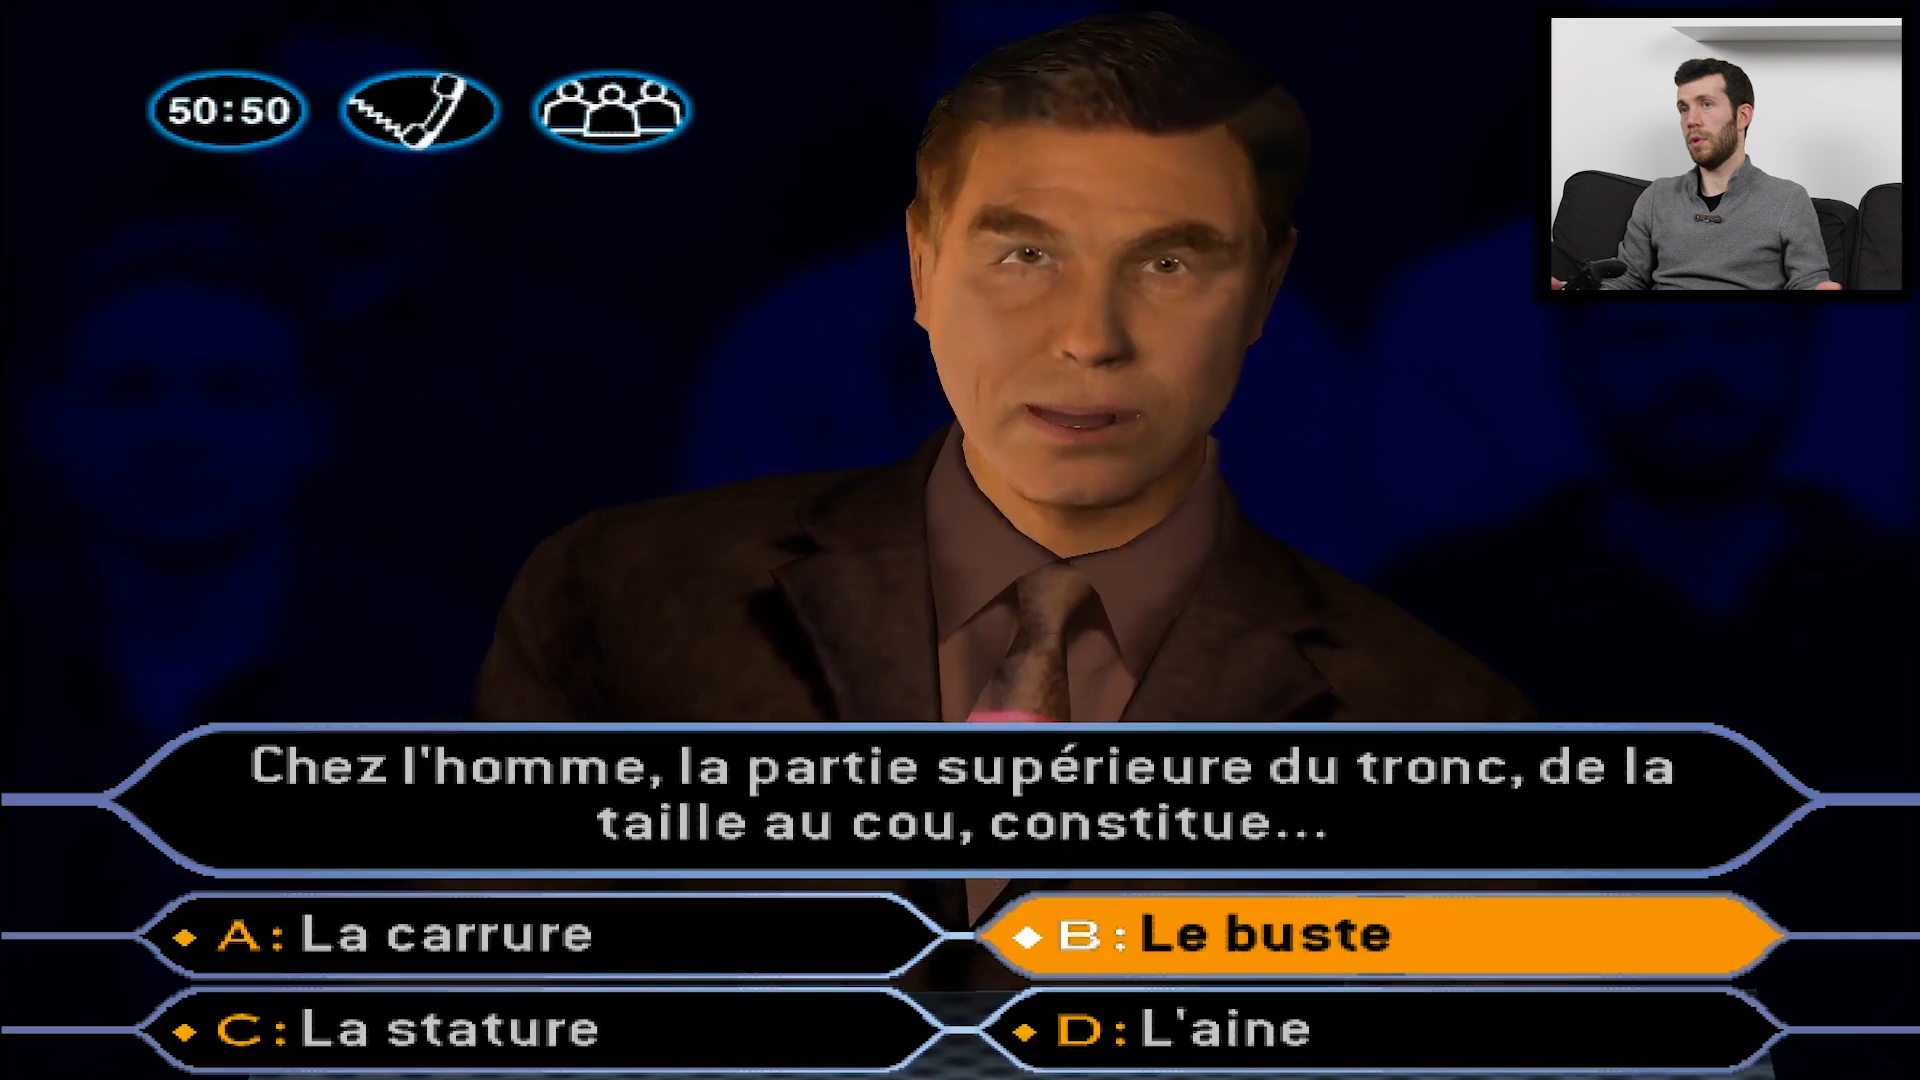 50:50
Chez l'homme, la partie supérieure du tronc, de la
taille au cou, constitue...
A: La carrure
B: Le buste
C: La stature
D: L'aine